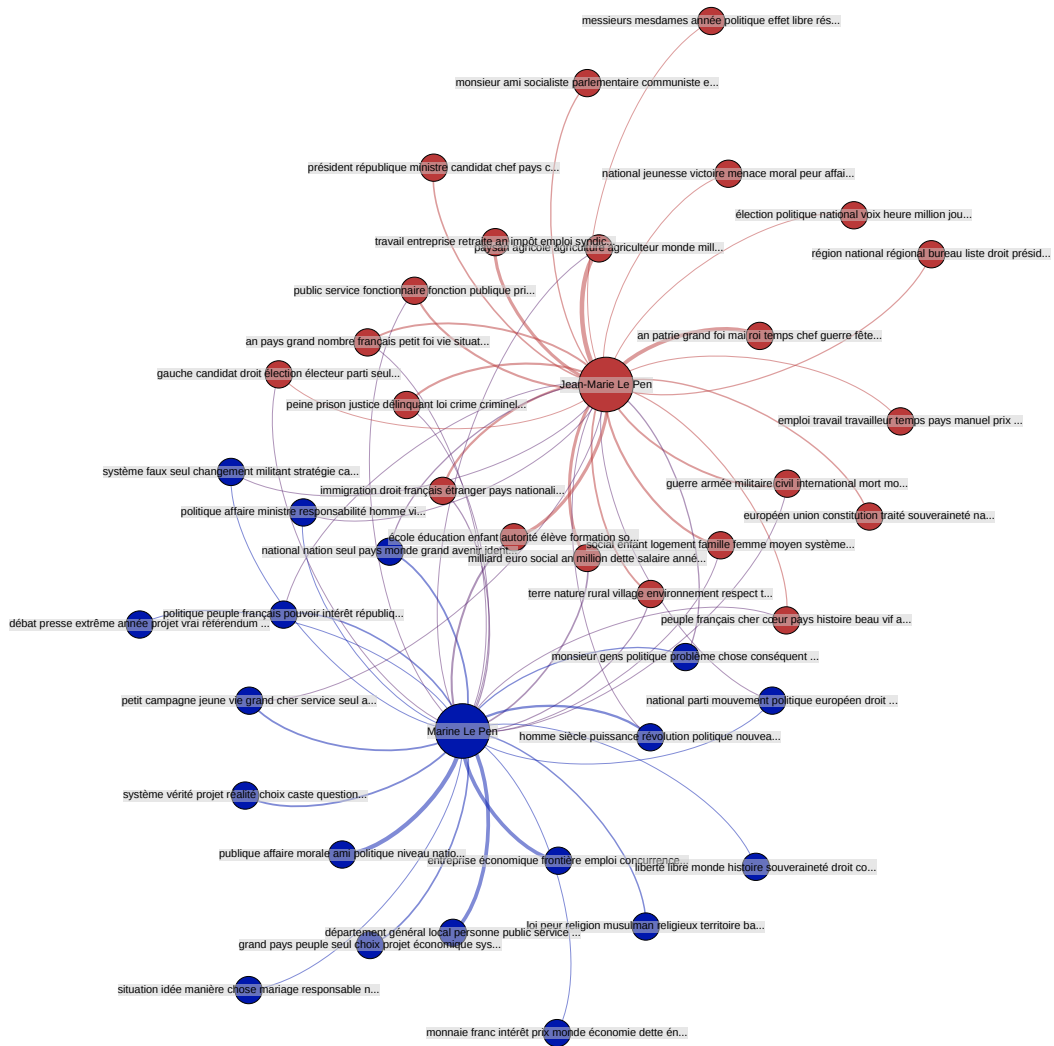 messieurs mesdames année politique effet libre rés...
monsieur ami socialiste parlementaire communiste e...
président république ministre candidat chef pays c...
national jeunesse victoire menace moral peur affai...
élection politique national voix heure million jou...
travail entreprise retraite an impôt emploi syndic...
paysan agricole agriculture agriculteur monde mill...
région national régional bureau liste droit présid...
public service fonctionnaire fonction publique pri...
an patrie grand foi mai roi temps chef guerre fête...
an pays grand nombre français petit foi vie situat...
gauche candidat droit élection électeur parti seul...
Jean-Marie Le Pen
peine prison justice délinquant loi crime criminel...
emploi travail travailleur temps pays manuel prix ...
système faux seul changement militant stratégie ca...
guerre armée militaire civil international mort mo...
immigration droit français étranger pays nationali...
politique affaire ministre responsabilité homme vi...
européen union constitution traité souveraineté na...
école éducation enfant autorité élève formation so...
social enfant logement famille femme moyen système...
national nation seul pays monde grand avenir ident...
milliard euro social an million dette salaire anné...
terre nature rural village environnement respect t...
politique peuple français pouvoir intérêt républiq...
peuple français cher cœur pays histoire beau vif a...
débat presse extrême année projet vrai référendum ...
monsieur gens politique problème chose conséquent ...
petit campagne jeune vie grand cher service seul a...
national parti mouvement politique européen droit ...
Marine Le Pen
homme siècle puissance révolution politique nouvea...
système vérité projet réalité choix caste question...
publique affaire morale ami politique niveau natio...
entreprise économique frontière emploi concurrence...
liberté libre monde histoire souveraineté droit co...
loi peur religion musulman religieux territoire ba...
département général local personne public service ...
grand pays peuple seul choix projet économique sys...
situation idée manière chose mariage responsable n...
monnaie franc intérêt prix monde économie dette én...